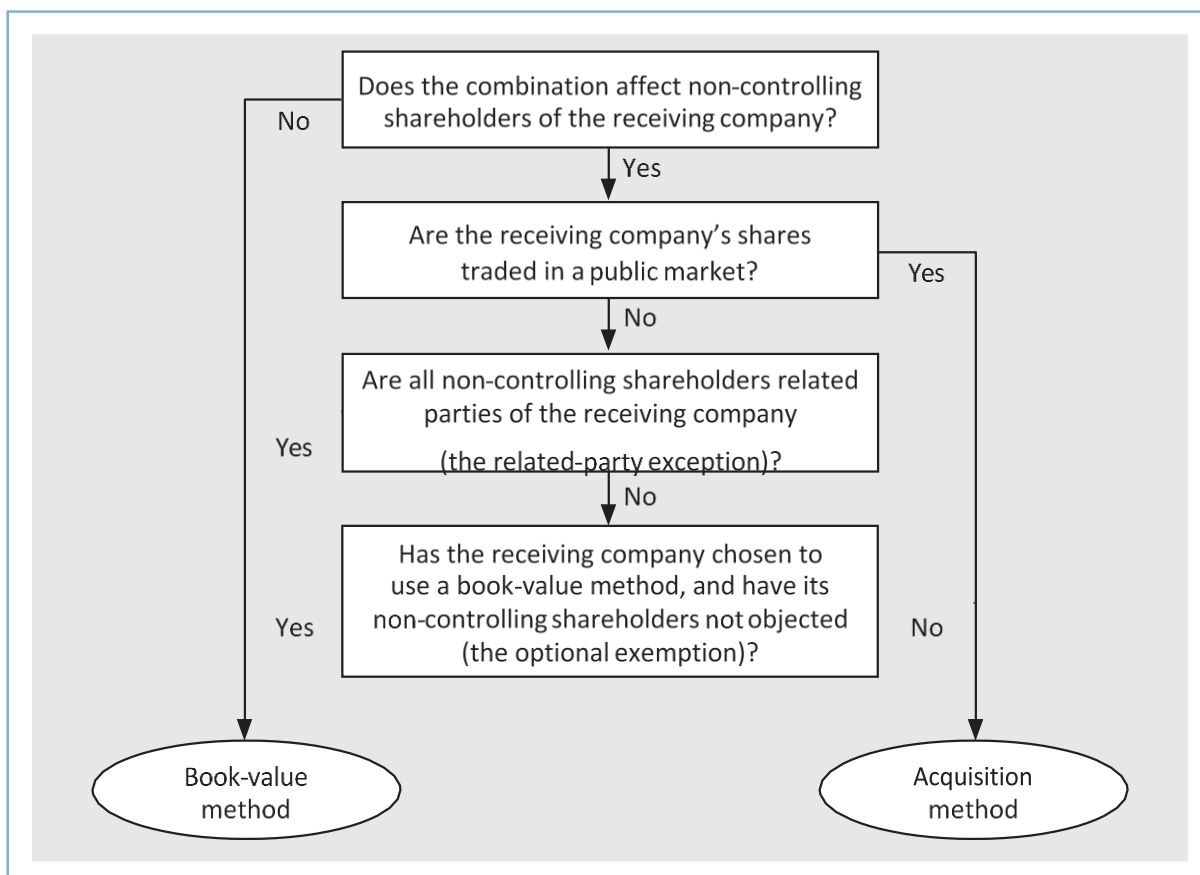 Does the combination affect non-controlling
shareholders of the receiving company?
No
Yes
Are the receiving company’s shares
traded in a public market?
Yes
No
Are all non-controlling shareholders related
parties of the receiving company
(the related-party exception)?
Yes
No
Has the receiving company chosen to
use a book-value method, and have its
non-controlling shareholders not objected
(the optional exemption)?
Yes
No
Book-value
method
Acquisition
method